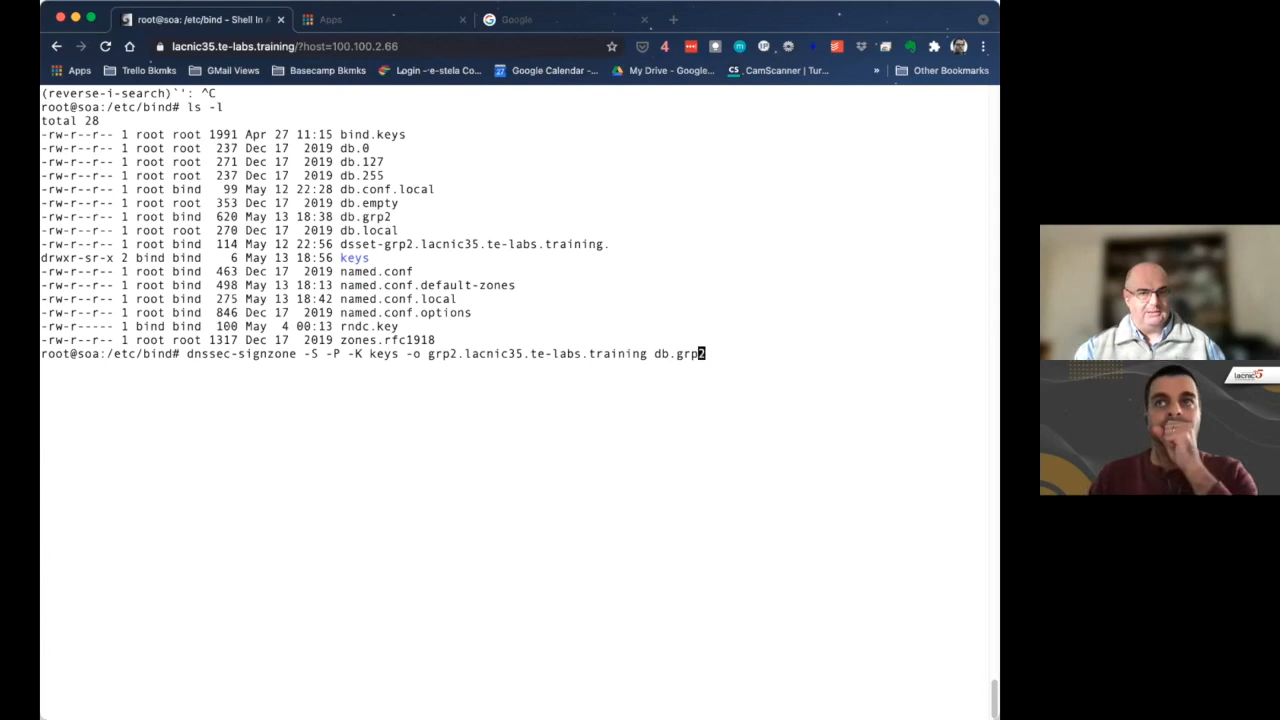 root@soa: /etc/bind - Shell In A
Apps
Google
lacnic35.te-labs.training/?host=100.100.2.66
Apps
Trello Bkmks
GMail Views
Basecamp Bkmks
Login - e-stela Co...
Google Calendar -...
My Drive - Google...
CamScanner | Tur...
»
Other Bookmarks
(reverse-i-search)`': ^C
root@soa:/etc/bind# ls -l
total 28
-rw-r--r-- 1 root root 1991 Apr 27 11:15 bind.keys
-rw-r--r-- 1 root root  237 Dec 17  2019 db.0
-rw-r--r-- 1 root root  271 Dec 17  2019 db.127
-rw-r--r-- 1 root root  237 Dec 17  2019 db.255
-rw-r--r-- 1 root bind   99 May 12 22:28 db.conf.local
-rw-r--r-- 1 root bind  353 Dec 17  2019 db.empty
-rw-r--r-- 1 root bind  620 May 13 18:38 db.grp2
-rw-r--r-- 1 root bind  270 Dec 17  2019 db.local
-rw-r--r-- 1 root bind  114 May 12 22:56 dsset-grp2.lacnic35.te-labs.training.
drwxr-sr-x 2 bind bind    6 May 13 18:56 keys
-rw-r--r-- 1 root bind  463 Dec 17  2019 named.conf
-rw-r--r-- 1 root bind  498 May 13 18:13 named.conf.default-zones
-rw-r--r-- 1 root bind  275 May 13 18:42 named.conf.local
-rw-r--r-- 1 root bind  846 Dec 17  2019 named.conf.options
-rw-r----- 1 bind bind  100 May  4 00:13 rndc.key
-rw-r--r-- 1 root root 1317 Dec 17  2019 zones.rfc1918
root@soa:/etc/bind# dnssec-signzone -S -P -K keys -o grp2.lacnic35.te-labs.training db.grp2
lacnic35